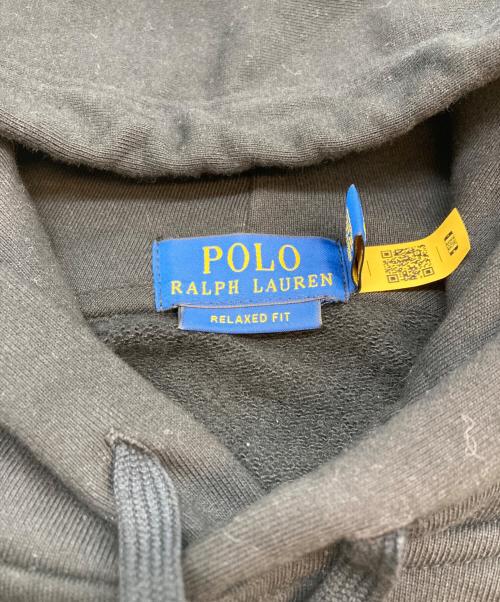 POLO
RALPH LAUREN
RELAXED FIT